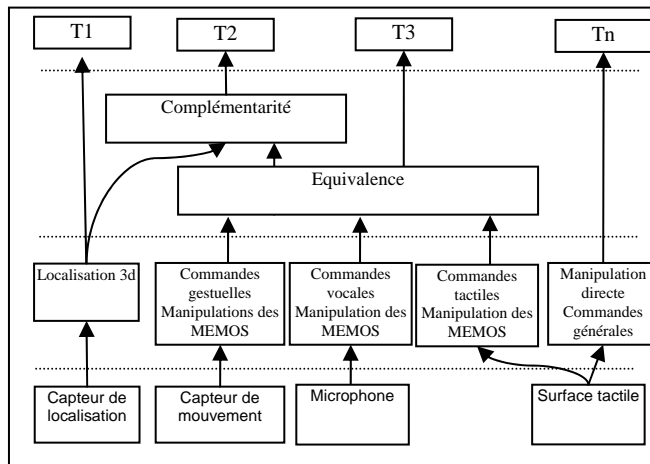 T1
T2
T3
Tn
Complémentarité
Equivalence
Localisation 3d
Commandes
gestuelles
Manipulations des
MEMOS
Commandes
vocales
Manipulation des
MEMOS
Commandes
tactiles
Manipulation des
MEMOS
Manipulation
directe
Commandes
générales
Capteur de
localisation
Capteur de
mouvement
Microphone
Surface tactile